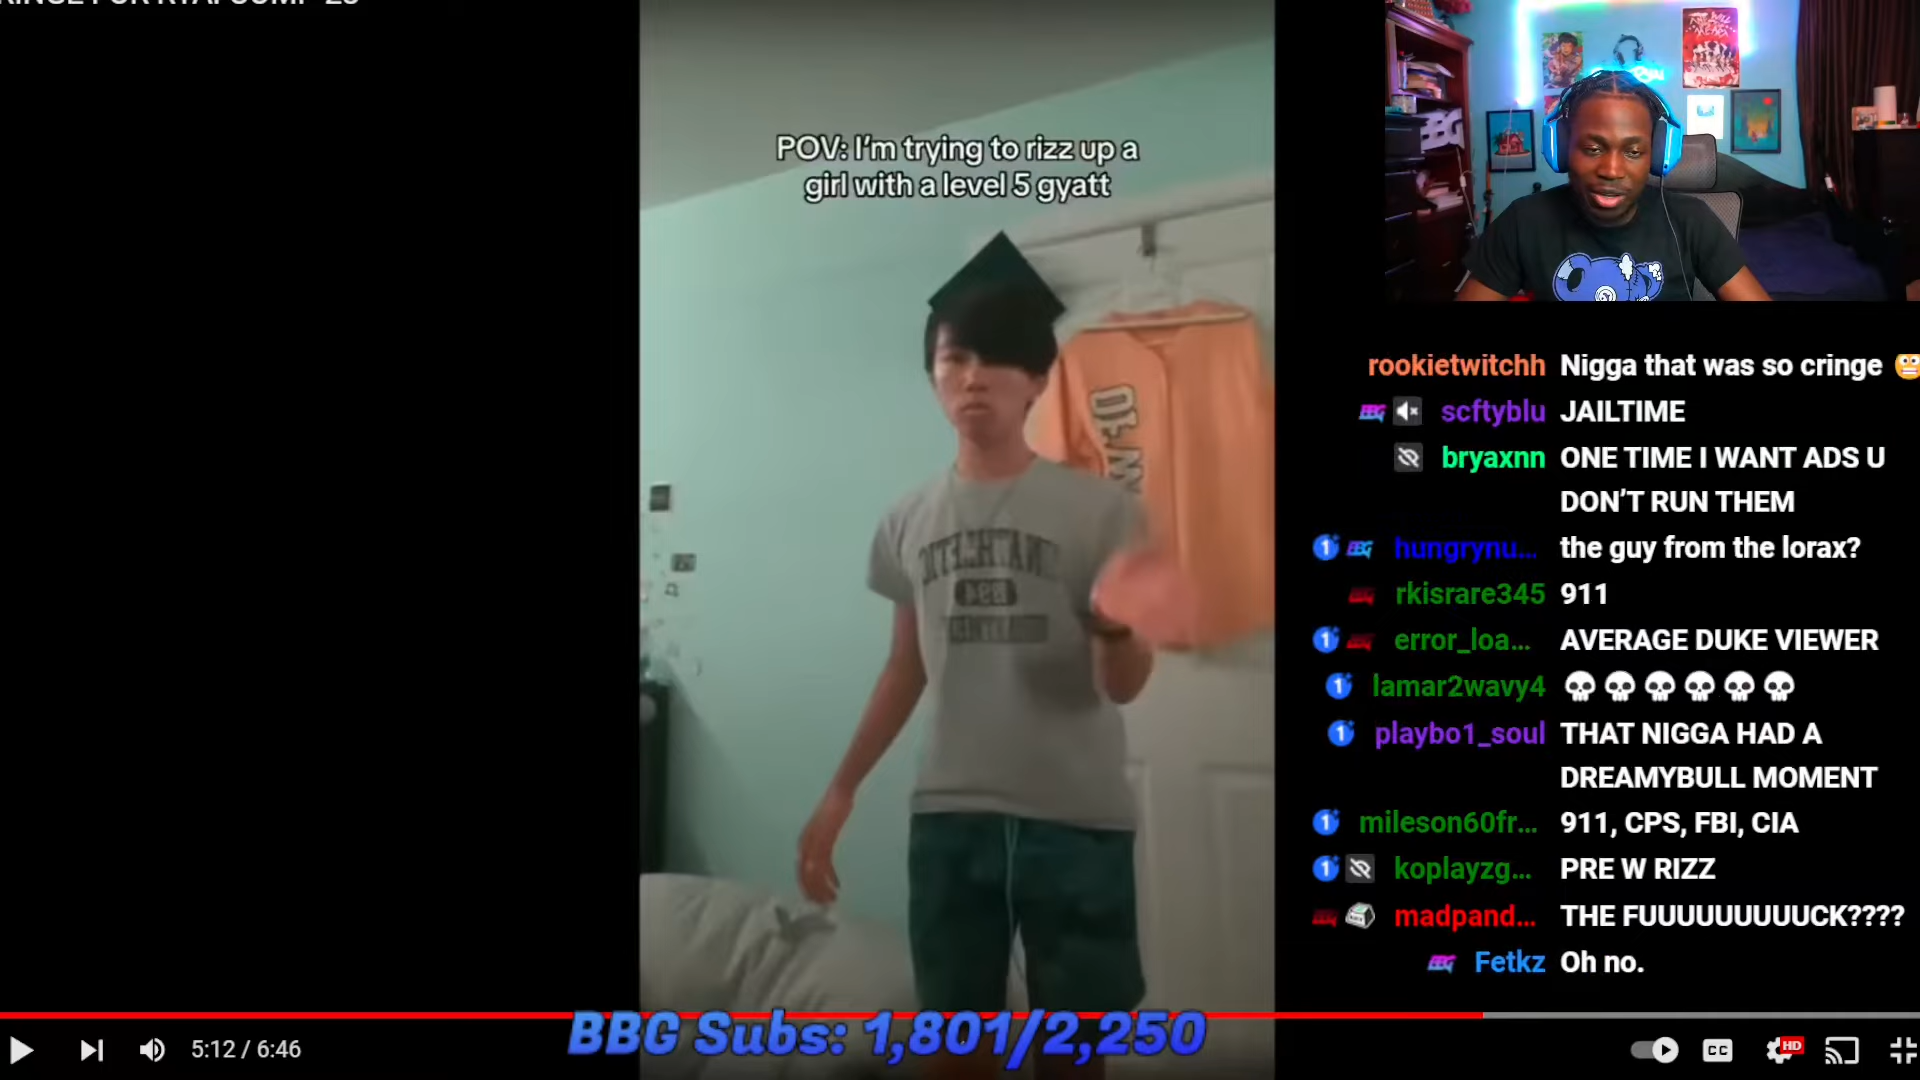 POV: I'm trying to rizz up a
girl with a level 5 gyatt
rookietwitchh Nigga that was so cringe
scftyblu JAILTIME
bryaxnn ONE TIME I WANT ADS U
DON'T RUN THEM
hungrynu... the guy from the lorax?
rkisrare345 911
error_loa... AVERAGE DUKE VIEWER
lamar2wavy4
playbo1_soul THAT NIGGA HAD A
DREAMYBULL MOMENT
mileson60fr... 911, CPS, FBI, CIA
koplayzg... PRE W RIZZ
madpand... THE FUUUUUUUUUCK????
Fetkz Oh no.
BBG Subs: 1,801/2,250
5:12 / 6:46
CC
HD